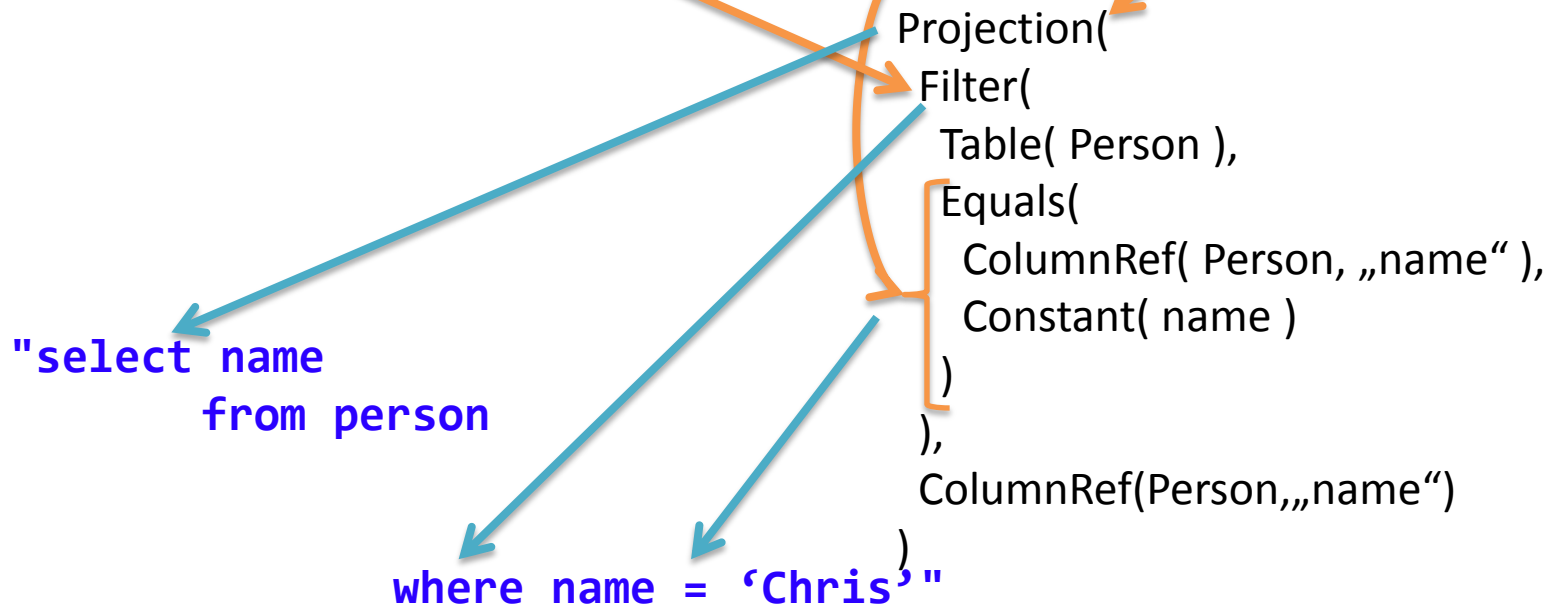 Projection(
Filter(
Table( Person ),
Equals(
ColumnRef( Person, „name“ ),
Constant( name )
)
),
ColumnRef(Person,„name“)
)
"select name
from person
where name = ‘Chris’"